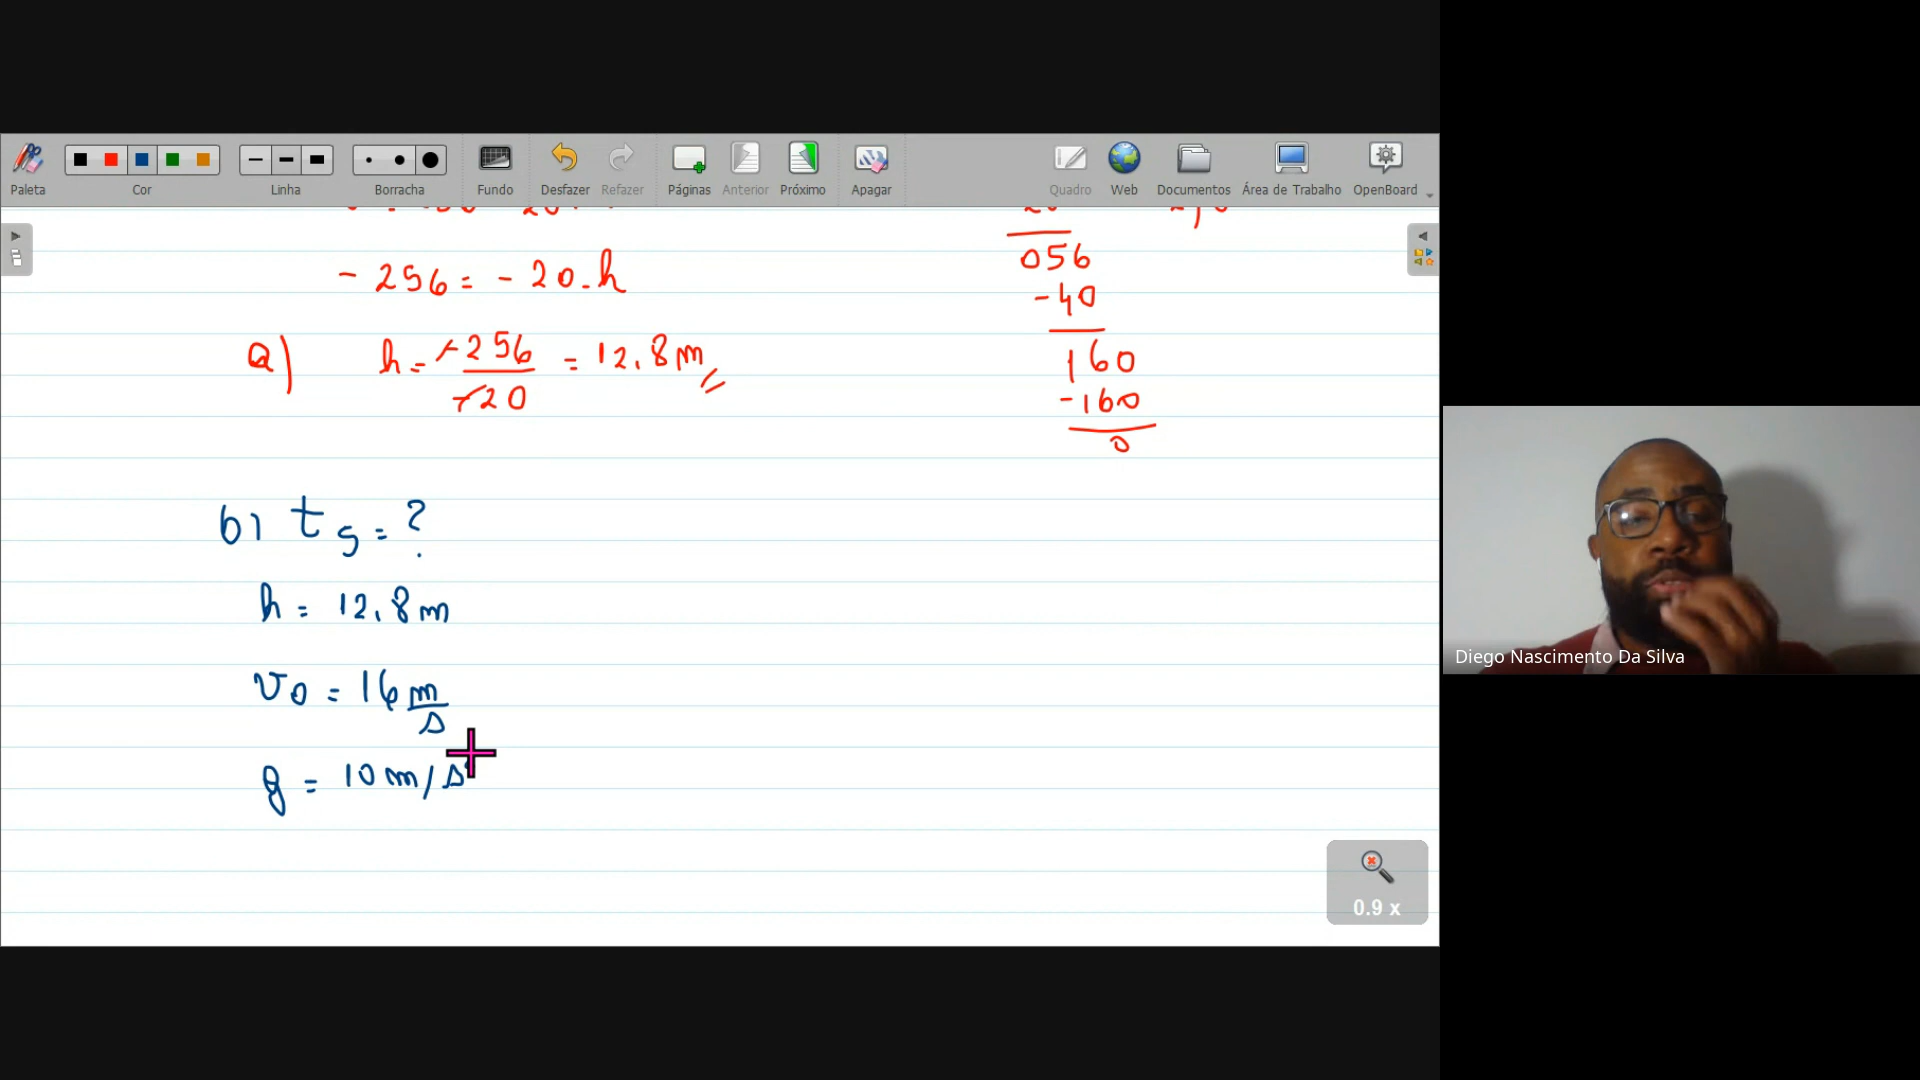 Paleta
Cor
Linha
Borracha
Fundo
Desfazer
Refazer
Páginas
Anterior
Próximo
Apagar
Quadro
Web
Documentos
Área de Trabalho
OpenBoard
- 256 = - 20 . h
a) h = -256 / -20 = 12,8 m
056
-40
160
-160
0
b) t s = ?
h = 12,8 m
v0 = 16 m/s
g = 10 m/s²
0.9 x
Diego Nascimento Da Silva